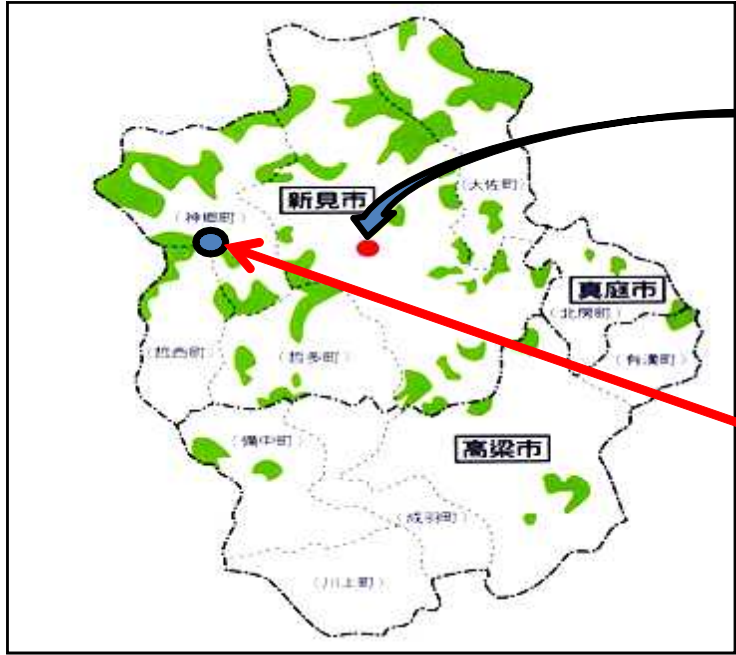 （大佐町）
新見市
（神郷町）
真庭市
（北房町）
（哲西町）
（哲多町）
（有漢町）
（備中町）
高梁市
（成羽町）
（川上町）